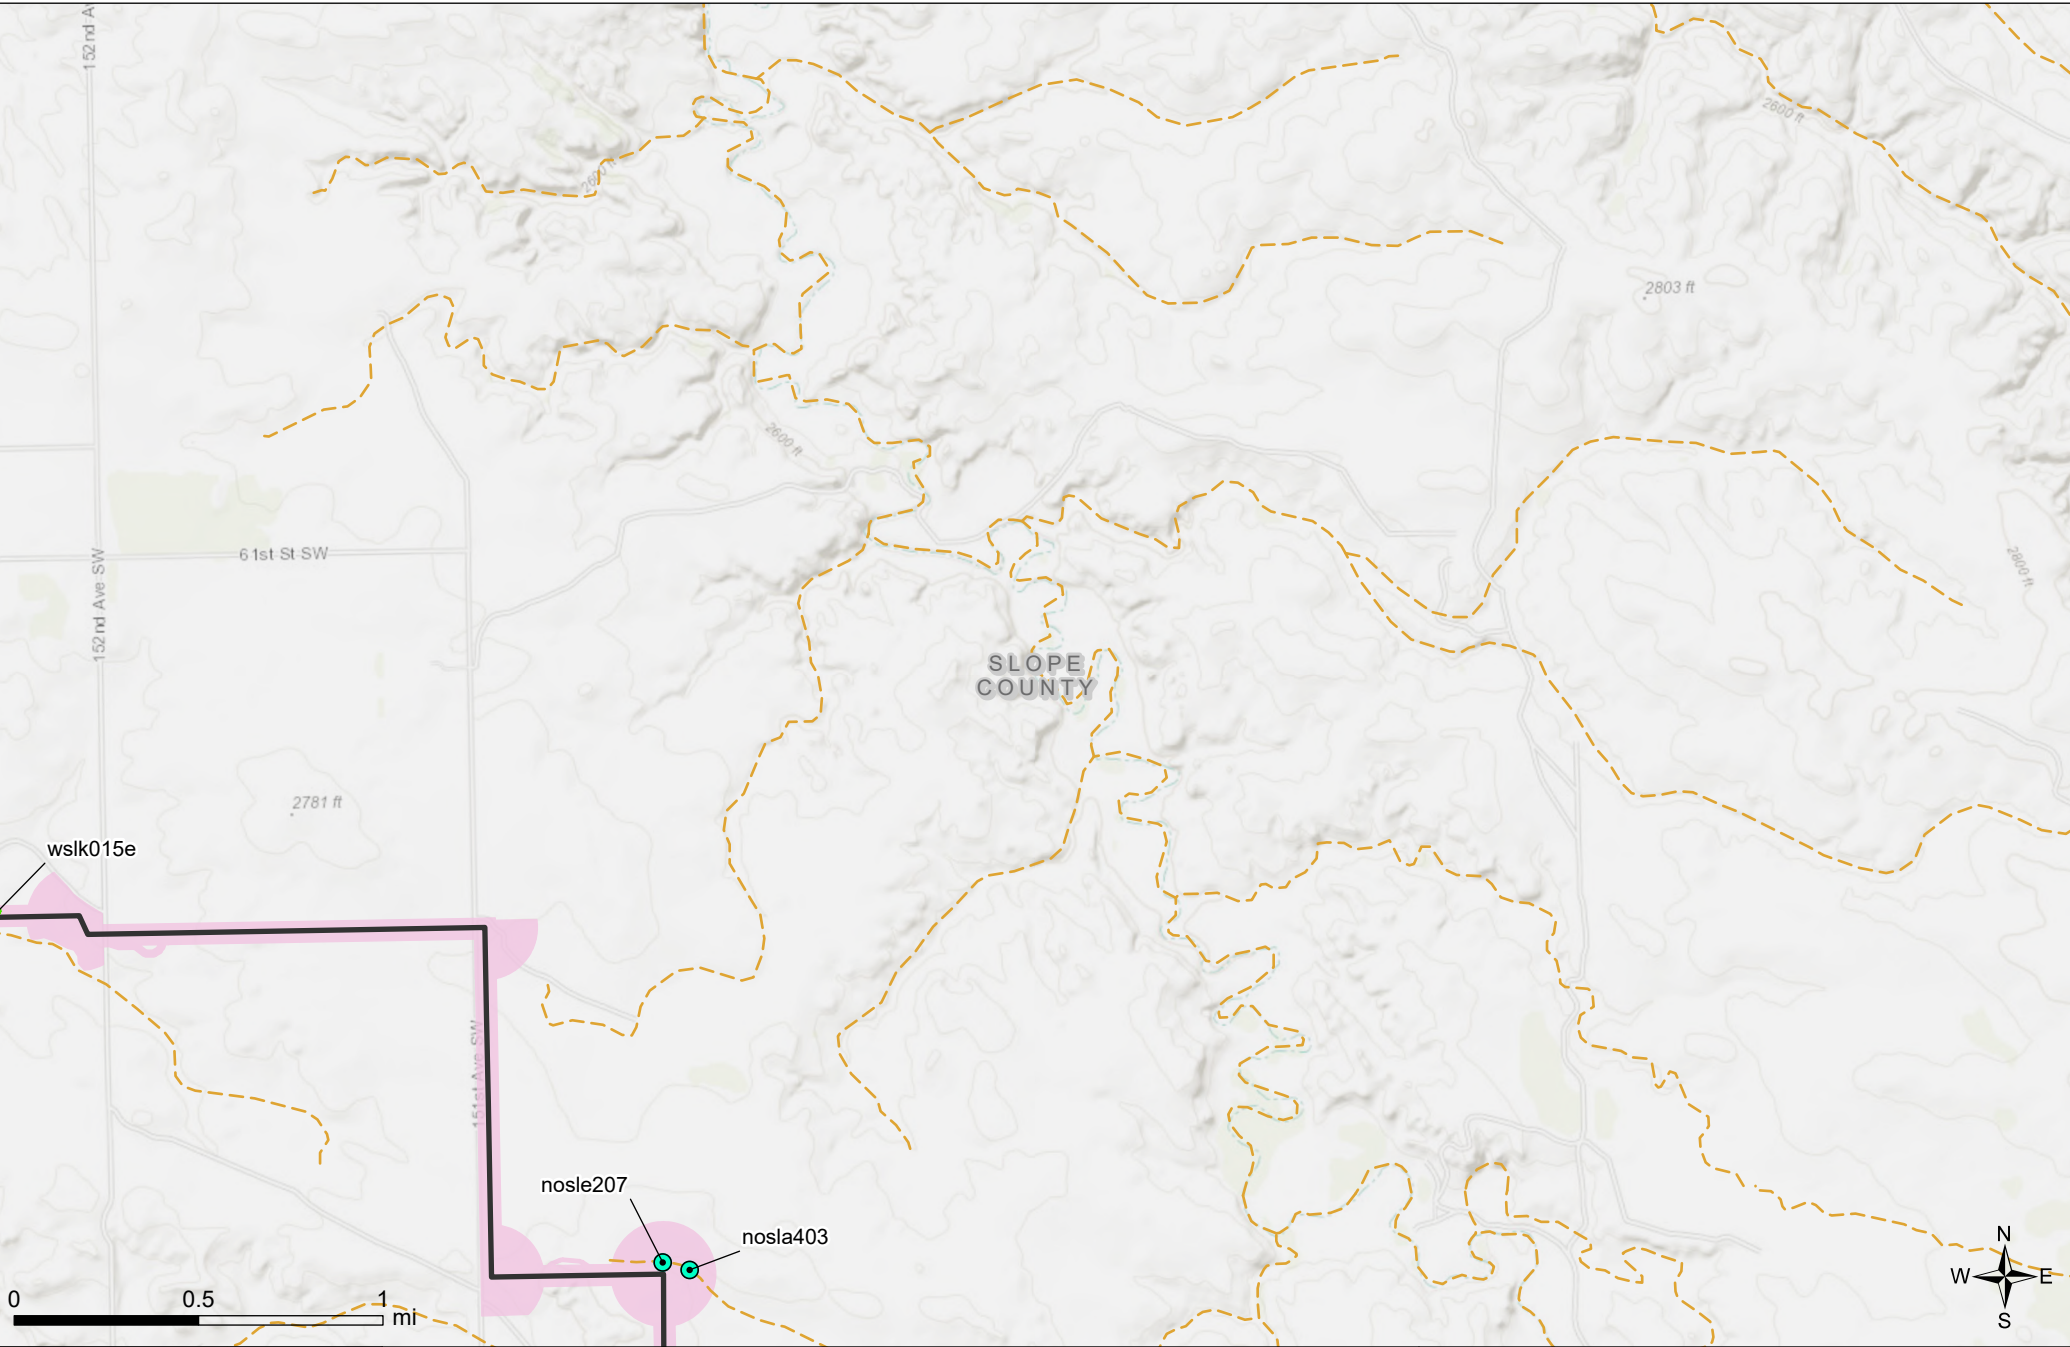 152nd Av
2600 ft
2600 ft
2803 ft
2600 ft
61st St SW
152nd Ave SW
2800 ft
SLOPE
COUNTY
2781 ft
wslk015e
151st Ave SW
nosle207
nosla403
N
W
E
S
0
0.5
1
mi